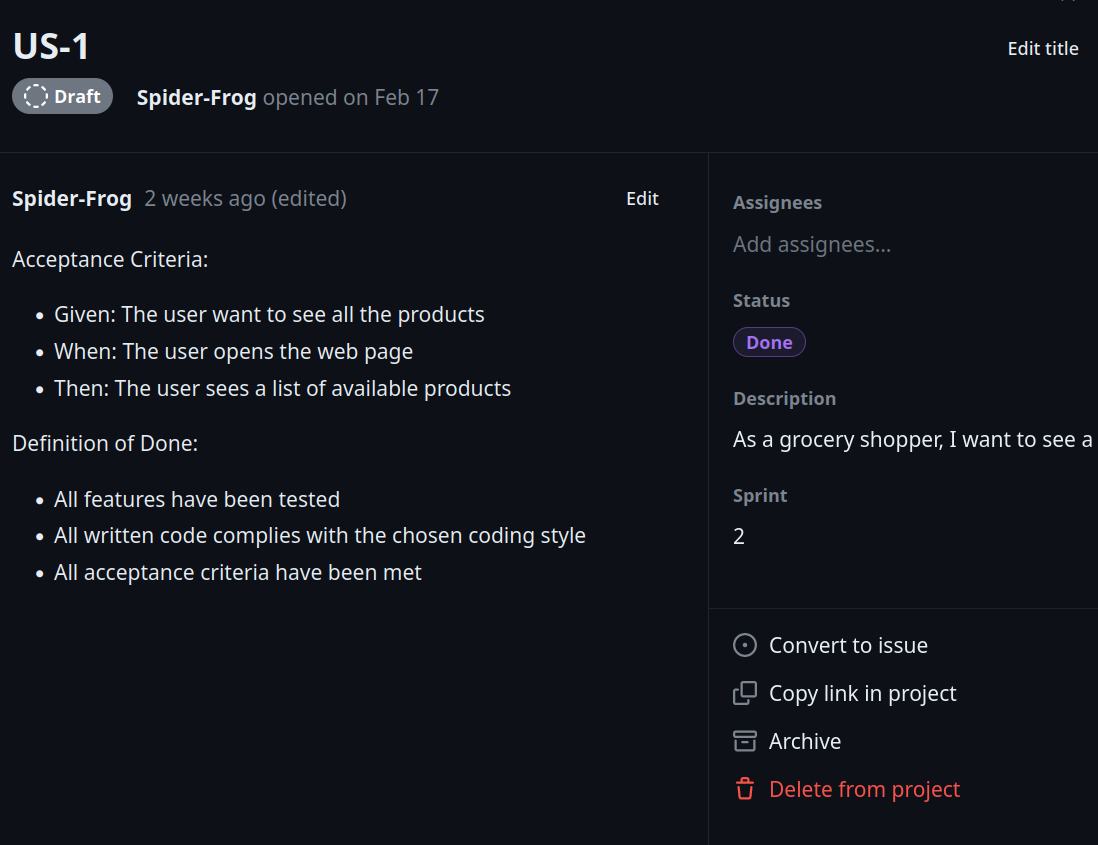 US-1
Edit title
Draft
Spider-Frog opened on Feb 17
Spider-Frog 2 weeks ago (edited)
Edit
Acceptance Criteria:
• Given: The user want to see all the products
• When: The user opens the web page
• Then: The user sees a list of available products
Definition of Done:
• All features have been tested
• All written code complies with the chosen coding style
• All acceptance criteria have been met
Assignees
Add assignees...
Status
Done
Description
As a grocery shopper, I want to see a
Sprint
2
Convert to issue
Copy link in project
Archive
Delete from project